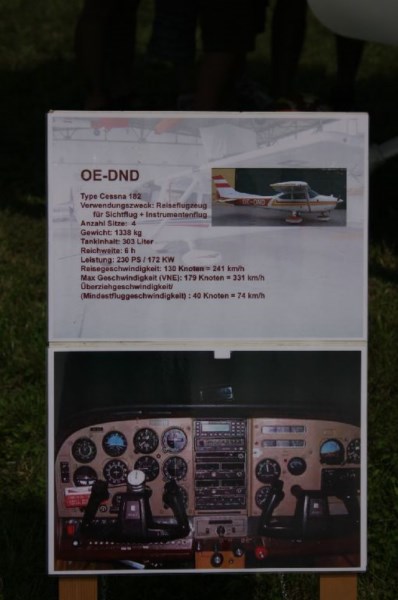 OE-DND
Type Cessna 182
Verwendungszweck: Reiseflugzeug
für Sichtflug + Instrumentenflug
Anzahl Sitze: 4
Gewicht: 1338 kg
Tankinhalt: 303 Liter
Raichweite: 6 h
Leistung: 230 PS / 172 KW
Reisegeschwindigkeit: 130 Knoten = 241 km/h
Max Geschwindigkeit (VNE): 179 Knoten = 331 km/h
Überziehgeschwindigkeit/
(Mindestfluggeschwindigkeit) : 40 Knoten = 74 km/h